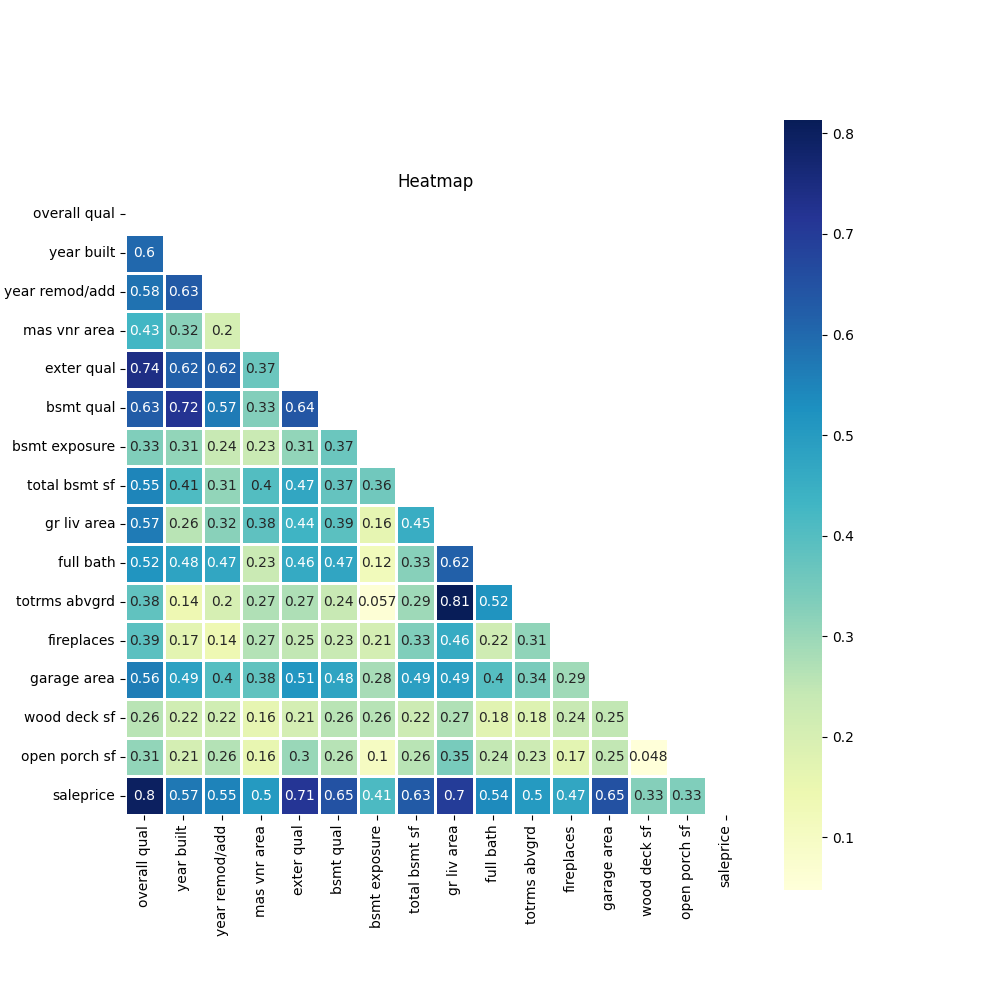 Heatmap
overall qual
year built 0.6
year remod/add 0.58 0.63
mas vnr area 0.43 0.32 0.2
exter qual 0.74 0.62 0.62 0.37
bsmt qual 0.63 0.72 0.57 0.33 0.64
bsmt exposure 0.33 0.31 0.24 0.23 0.31 0.37
total bsmt sf 0.55 0.41 0.31 0.4 0.47 0.37 0.36
gr liv area 0.57 0.26 0.32 0.38 0.44 0.39 0.16 0.45
full bath 0.52 0.48 0.47 0.23 0.46 0.47 0.12 0.33 0.62
totrms abvgrd 0.38 0.14 0.2 0.27 0.27 0.24 0.057 0.29 0.81 0.52
fireplaces 0.39 0.17 0.14 0.27 0.25 0.23 0.21 0.33 0.46 0.22 0.31
garage area 0.56 0.49 0.4 0.38 0.51 0.48 0.28 0.49 0.49 0.4 0.34 0.29
wood deck sf 0.26 0.22 0.22 0.16 0.21 0.26 0.26 0.22 0.27 0.18 0.18 0.24 0.25
open porch sf 0.31 0.21 0.26 0.16 0.3 0.26 0.1 0.26 0.35 0.24 0.23 0.17 0.25 0.048
saleprice 0.8 0.57 0.55 0.5 0.71 0.65 0.41 0.63 0.7 0.54 0.5 0.47 0.65 0.33 0.33
overall qual
year built
year remod/add
mas vnr area
exter qual
bsmt qual
bsmt exposure
total bsmt sf
gr liv area
full bath
totrms abvgrd
fireplaces
garage area
wood deck sf
open porch sf
saleprice
0.8
0.7
0.6
0.5
0.4
0.3
0.2
0.1